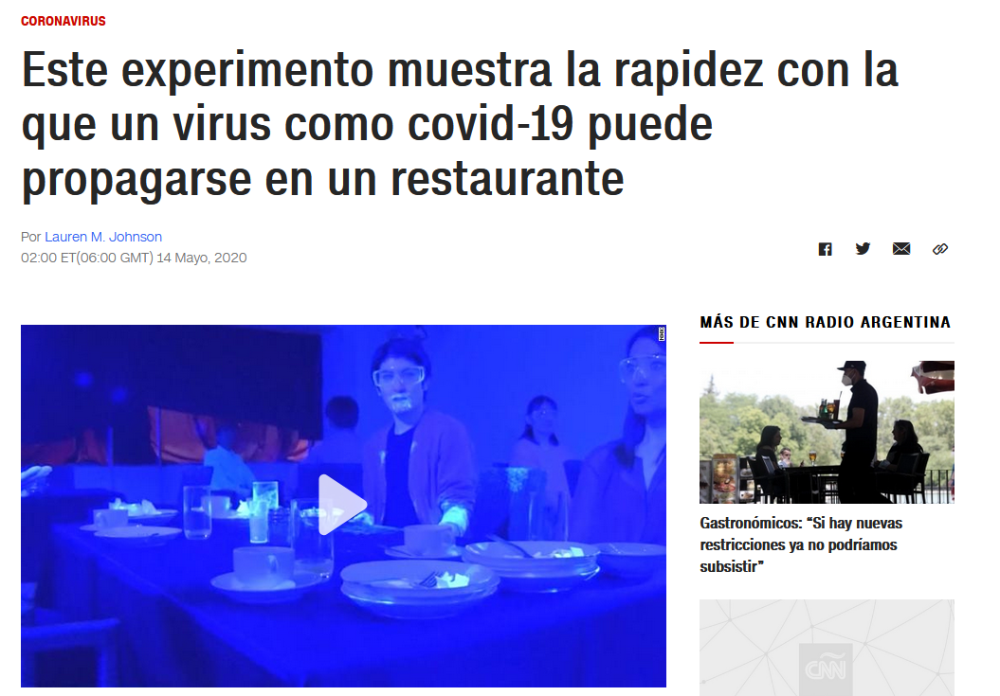 CORONAVIRUS
Este experimento muestra la rapidez con la
que un virus como covid-19 puede
propagarse en un restaurante
Por Lauren M. Johnson
02:00 ET(06:00 GMT) 14 Mayo, 2020
MÁS DE CNN RADIO ARGENTINA
Gastronómicos: “Si hay nuevas
restricciones ya no podríamos
subsistir”
CNN